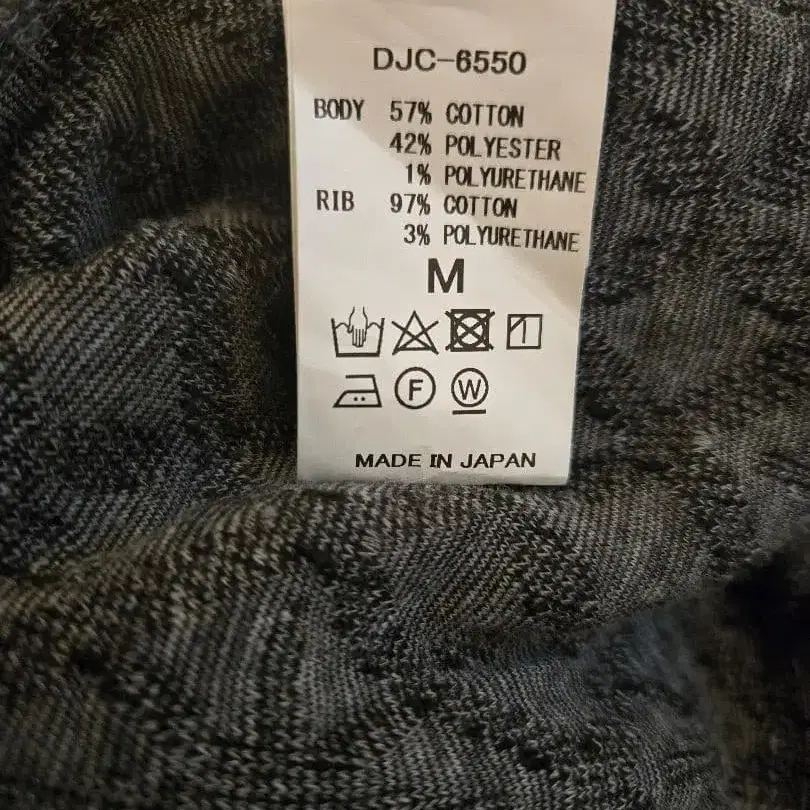 DJC-6550
BODY 57% COTTON
42% POLYESTER
1% POLYURETHANE
RIB 97% COTTON
3% POLYURETHANE
M
F W
MADE IN JAPAN